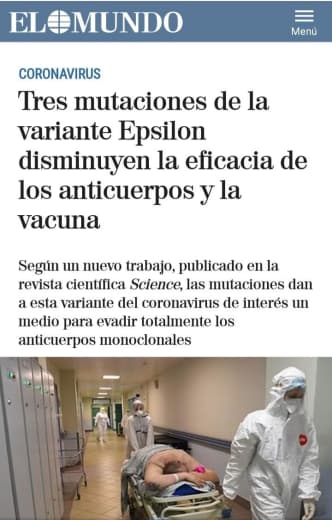 EL MUNDO
Menú
CORONAVIRUS
Tres mutaciones de la
variante Epsilon
disminuyen la eficacia de
los anticuerpos y la
vacuna
Según un nuevo trabajo, publicado en la
revista científica Science, las mutaciones dan
a esta variante del coronavirus de interés un
medio para evadir totalmente los
anticuerpos monoclonales